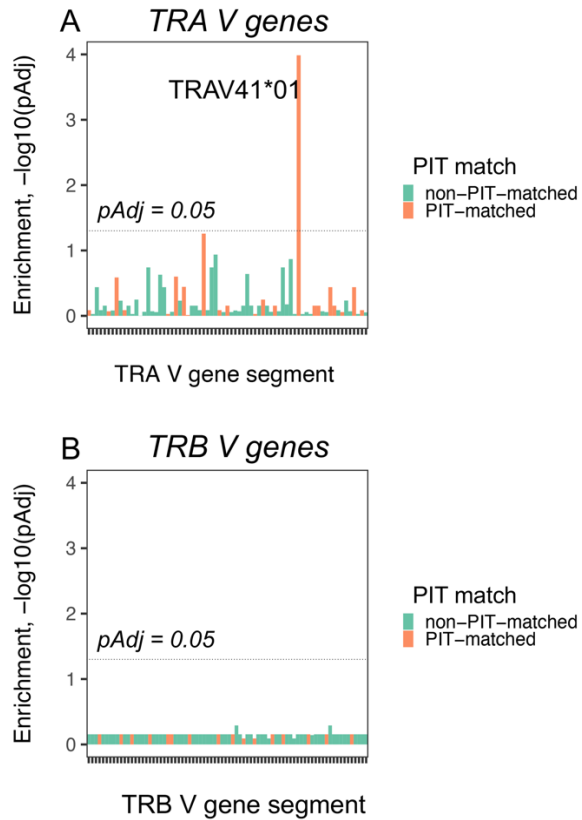 A
TRA V genes
Enrichment, −log10(pAdj)
4
3
2
1
0
TRAV41*01
pAdj = 0.05
TRA V gene segment
PIT match
non−PIT−matched
PIT−matched
B
TRB V genes
Enrichment, −log10(pAdj)
4
3
2
1
0
pAdj = 0.05
TRB V gene segment
PIT match
non−PIT−matched
PIT−matched